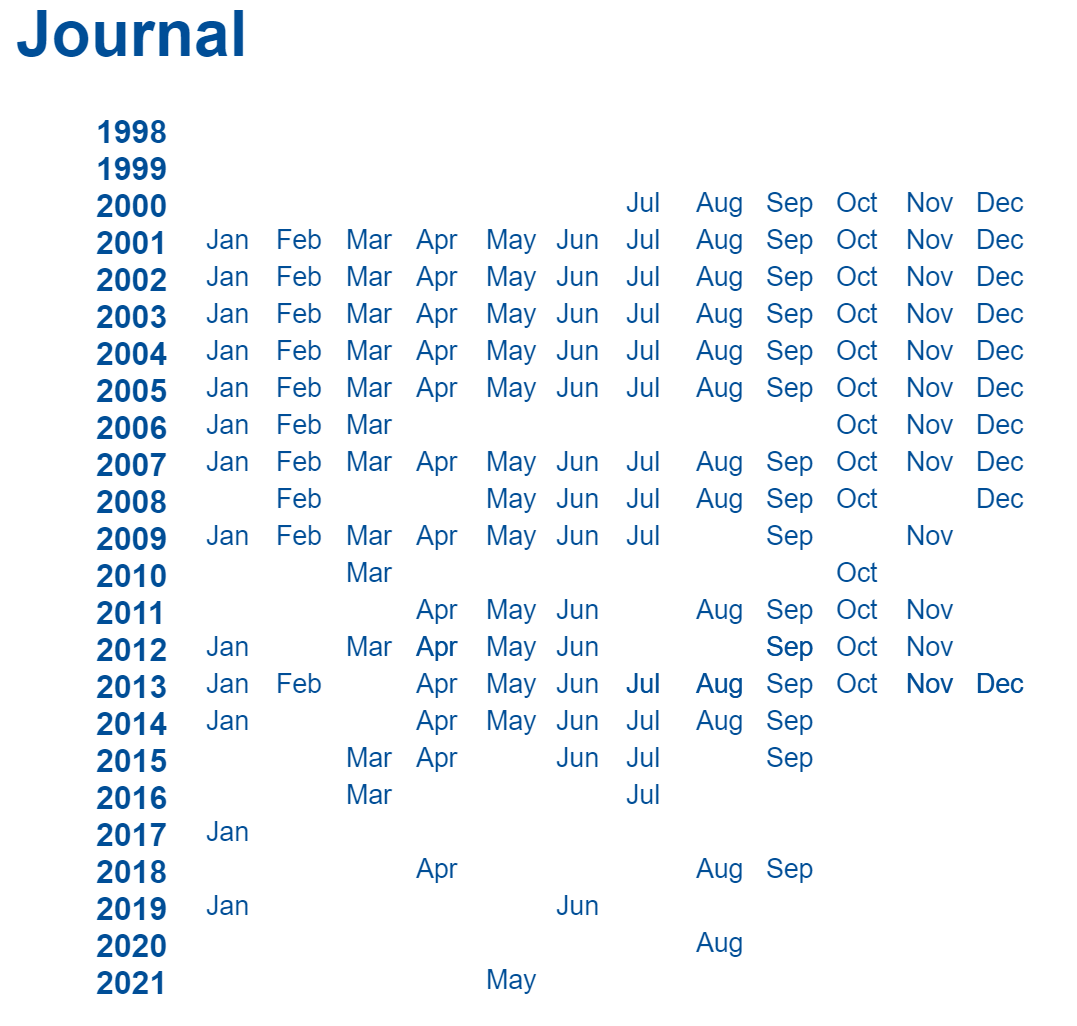 Journal
1998
1999
2000 Jul Aug Sep Oct Nov Dec
2001 Jan Feb Mar Apr May Jun Jul Aug Sep Oct Nov Dec
2002 Jan Feb Mar Apr May Jun Jul Aug Sep Oct Nov Dec
2003 Jan Feb Mar Apr May Jun Jul Aug Sep Oct Nov Dec
2004 Jan Feb Mar Apr May Jun Jul Aug Sep Oct Nov Dec
2005 Jan Feb Mar Apr May Jun Jul Aug Sep Oct Nov Dec
2006 Jan Feb Mar Oct Nov Dec
2007 Jan Feb Mar Apr May Jun Jul Aug Sep Oct Nov Dec
2008 Feb May Jun Jul Aug Sep Oct Dec
2009 Jan Feb Mar Apr May Jun Jul Sep Nov
2010 Mar Oct
2011 Apr May Jun Aug Sep Oct Nov
2012 Jan Mar Apr May Jun Sep Oct Nov
2013 Jan Feb Apr May Jun Jul Aug Sep Oct Nov Dec
2014 Jan Apr May Jun Jul Aug Sep
2015 Mar Apr Jun Jul Sep
2016 Mar Jul
2017 Jan
2018 Apr Aug Sep
2019 Jan Jun
2020 Aug
2021 May